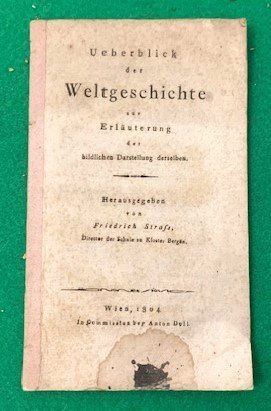 Ueberblick
der
Weltgeschichte
zur
Erläuterung
der
bildlichen Darstellung derselben.
Herausgegeben
von
Friedrich Strass,
Director der Schule zu Kloster Bergen.
Wien, 1804
In Commission bey Anton Doll.